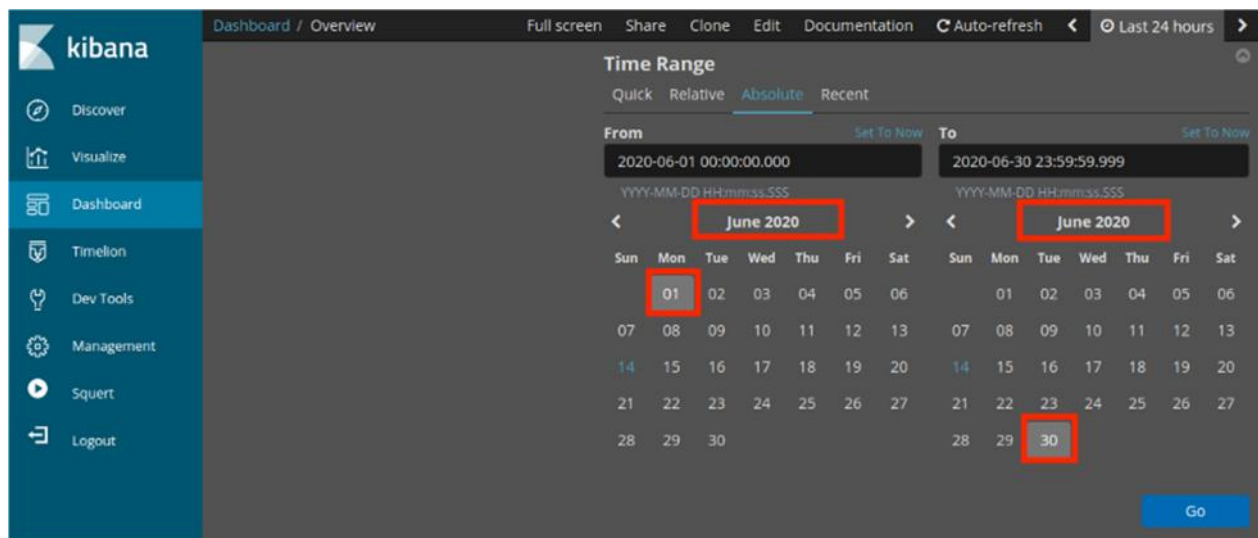 kibana
Discover
Visualize
Dashboard
Timelion
Dev Tools
Management
Squert
Logout
Dashboard / Overview Full screen Share Clone Edit Documentation Auto-refresh Last 24 hours
Time Range
Quick Relative Absolute Recent
From Set To Now
2020-06-01 00:00:00.000
YYYY-MM-DD HH:mm:ss.SSS
June 2020
Sun Mon Tue Wed Thu Fri Sat
01 02 03 04 05 06
07 08 09 10 11 12 13
14 15 16 17 18 19 20
21 22 23 24 25 26 27
28 29 30
To Set To Now
2020-06-30 23:59:59.999
YYYY-MM-DD HH:mm:ss.SSS
June 2020
Sun Mon Tue Wed Thu Fri Sat
01 02 03 04 05 06
07 08 09 10 11 12 13
14 15 16 17 18 19 20
21 22 23 24 25 26 27
28 29 30
Go